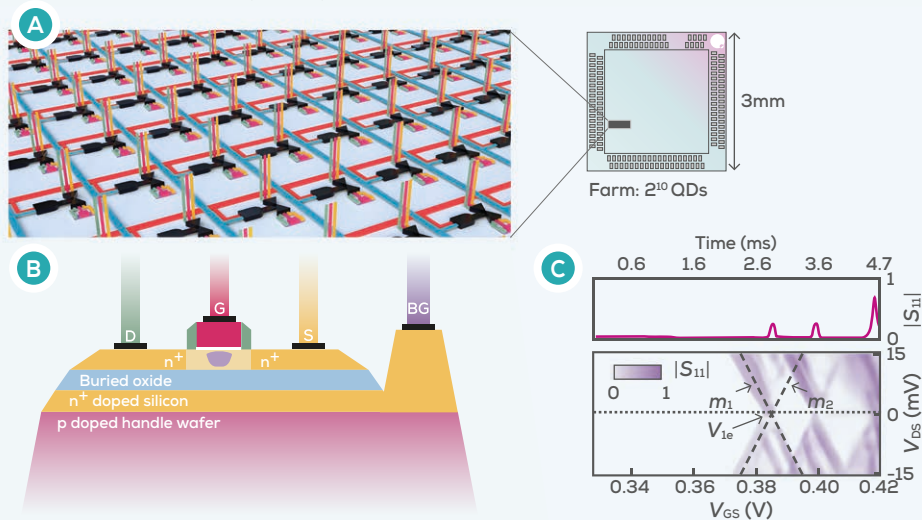 A
3mm
Farm: 2¹⁰ QDs
B
D
G
S
BG
n⁺
n⁺
Buried oxide
n⁺ doped silicon
p doped handle wafer
C
Time (ms)
0.6 1.6 2.6 3.6 4.7
1
|S₁₁|
0
|S₁₁|
0 1
m₁
m₂
V₁ₑ
15
0
-15
V_DS (mV)
0.34 0.36 0.38 0.40 0.42
V_GS (V)